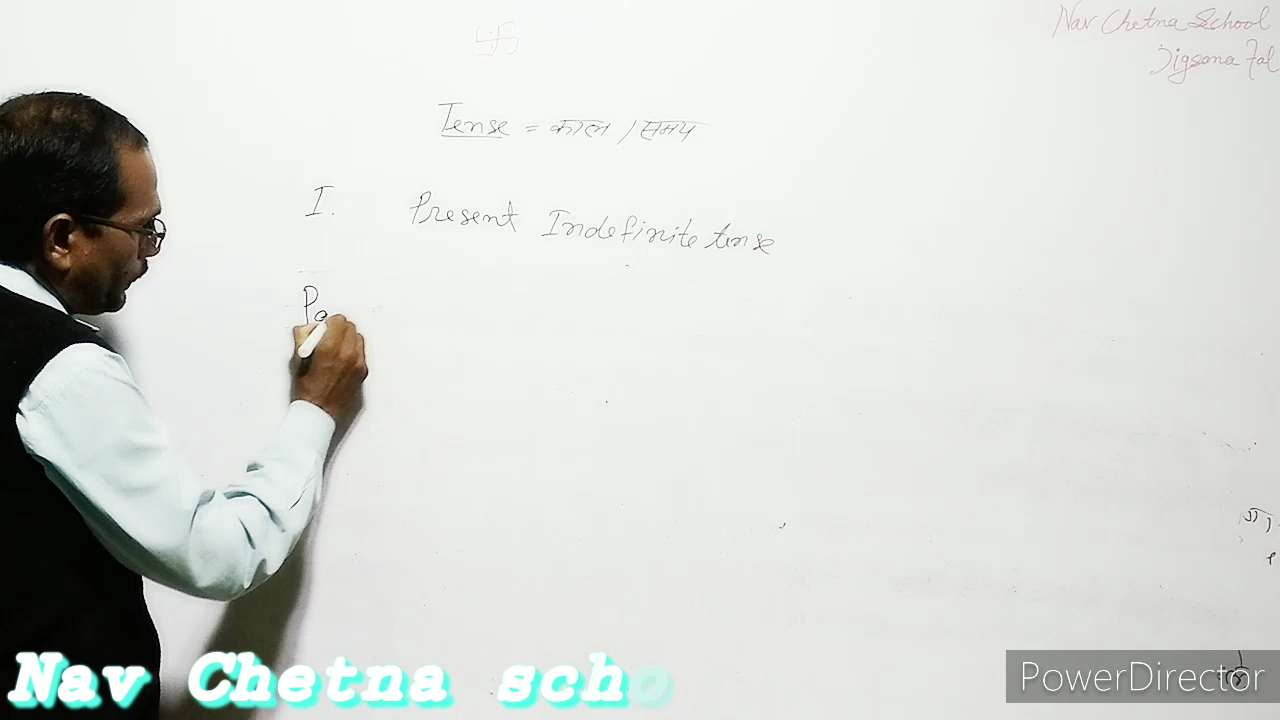 Nav Chetna School
Tense = काल / समय
I. Present Indefinite tense
Pa
Nav Chetna scho
PowerDirector